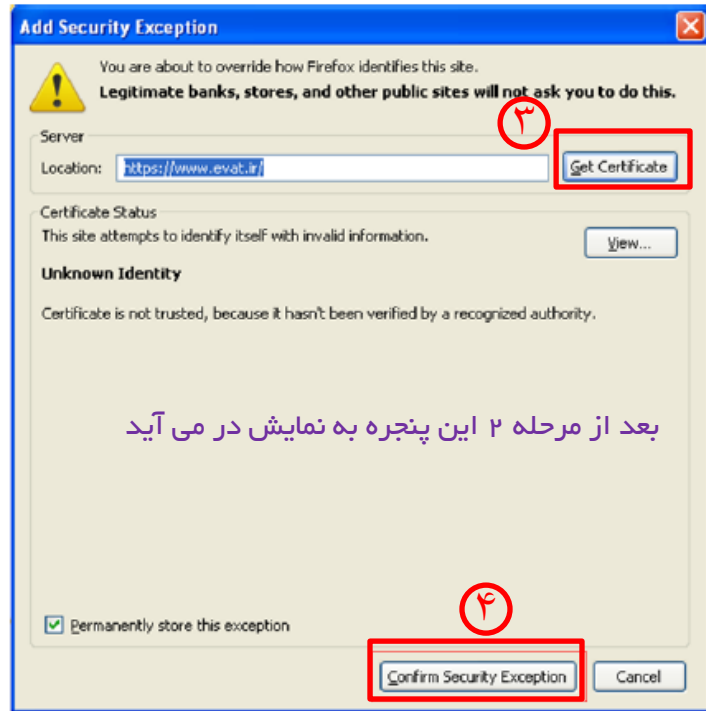 Add Security Exception
You are about to override how Firefox identifies this site.
Legitimate banks, stores, and other public sites will not ask you to do this.
۳
Server
Location: https://www.evat.ir/ Get Certificate
Certificate Status
This site attempts to identify itself with invalid information.
View...
Unknown Identity
Certificate is not trusted, because it hasn't been verified by a recognized authority.
بعد از مرحله ۲ این پنجره به نمایش در می آید
Permanently store this exception
۴
Confirm Security Exception Cancel